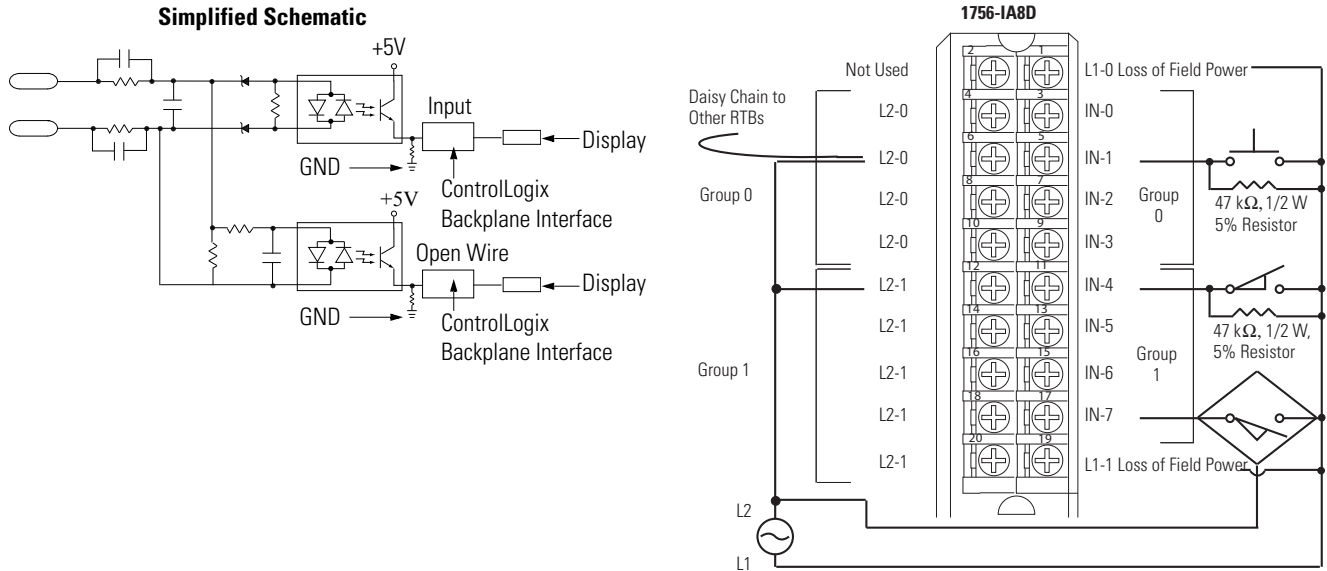 Simplified Schematic
+5V
Input
Display
GND
ControlLogix
Backplane Interface
+5V
Open Wire
Display
GND
ControlLogix
Backplane Interface
1756-IA8D
Not Used
2
1
L1-0 Loss of Field Power
Daisy Chain to
Other RTBs
L2-0
4
3
IN-0
L2-0
6
5
IN-1
Group 0
L2-0
8
7
IN-2
Group
0
47 kΩ, 1/2 W
5% Resistor
L2-0
10
9
IN-3
L2-1
12
11
IN-4
L2-1
14
13
IN-5
47 kΩ, 1/2 W,
5% Resistor
Group 1
L2-1
16
15
IN-6
Group
1
L2-1
18
17
IN-7
L2-1
20
19
L1-1 Loss of Field Power
L2
L1